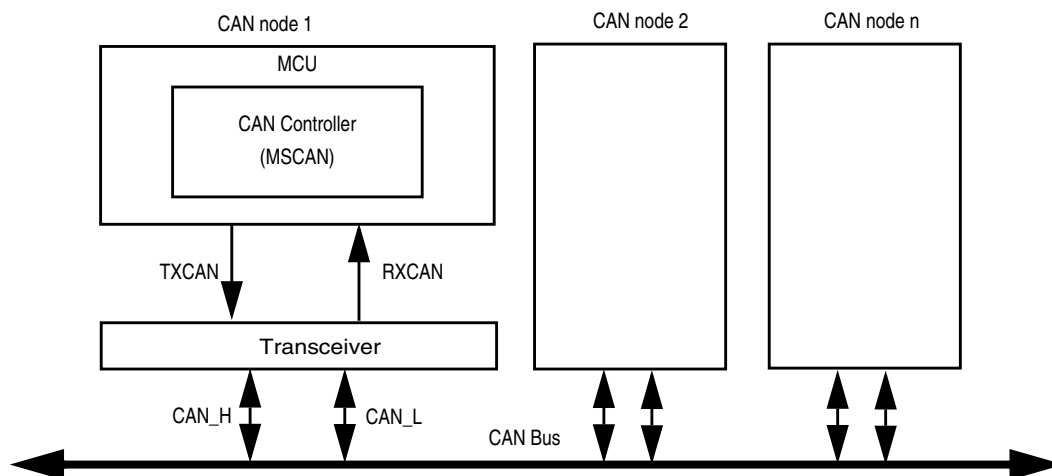 CAN node 1
CAN node 2
CAN node n
MCU
CAN Controller
(MSCAN)
TXCAN
RXCAN
Transceiver
CAN_H
CAN_L
CAN Bus